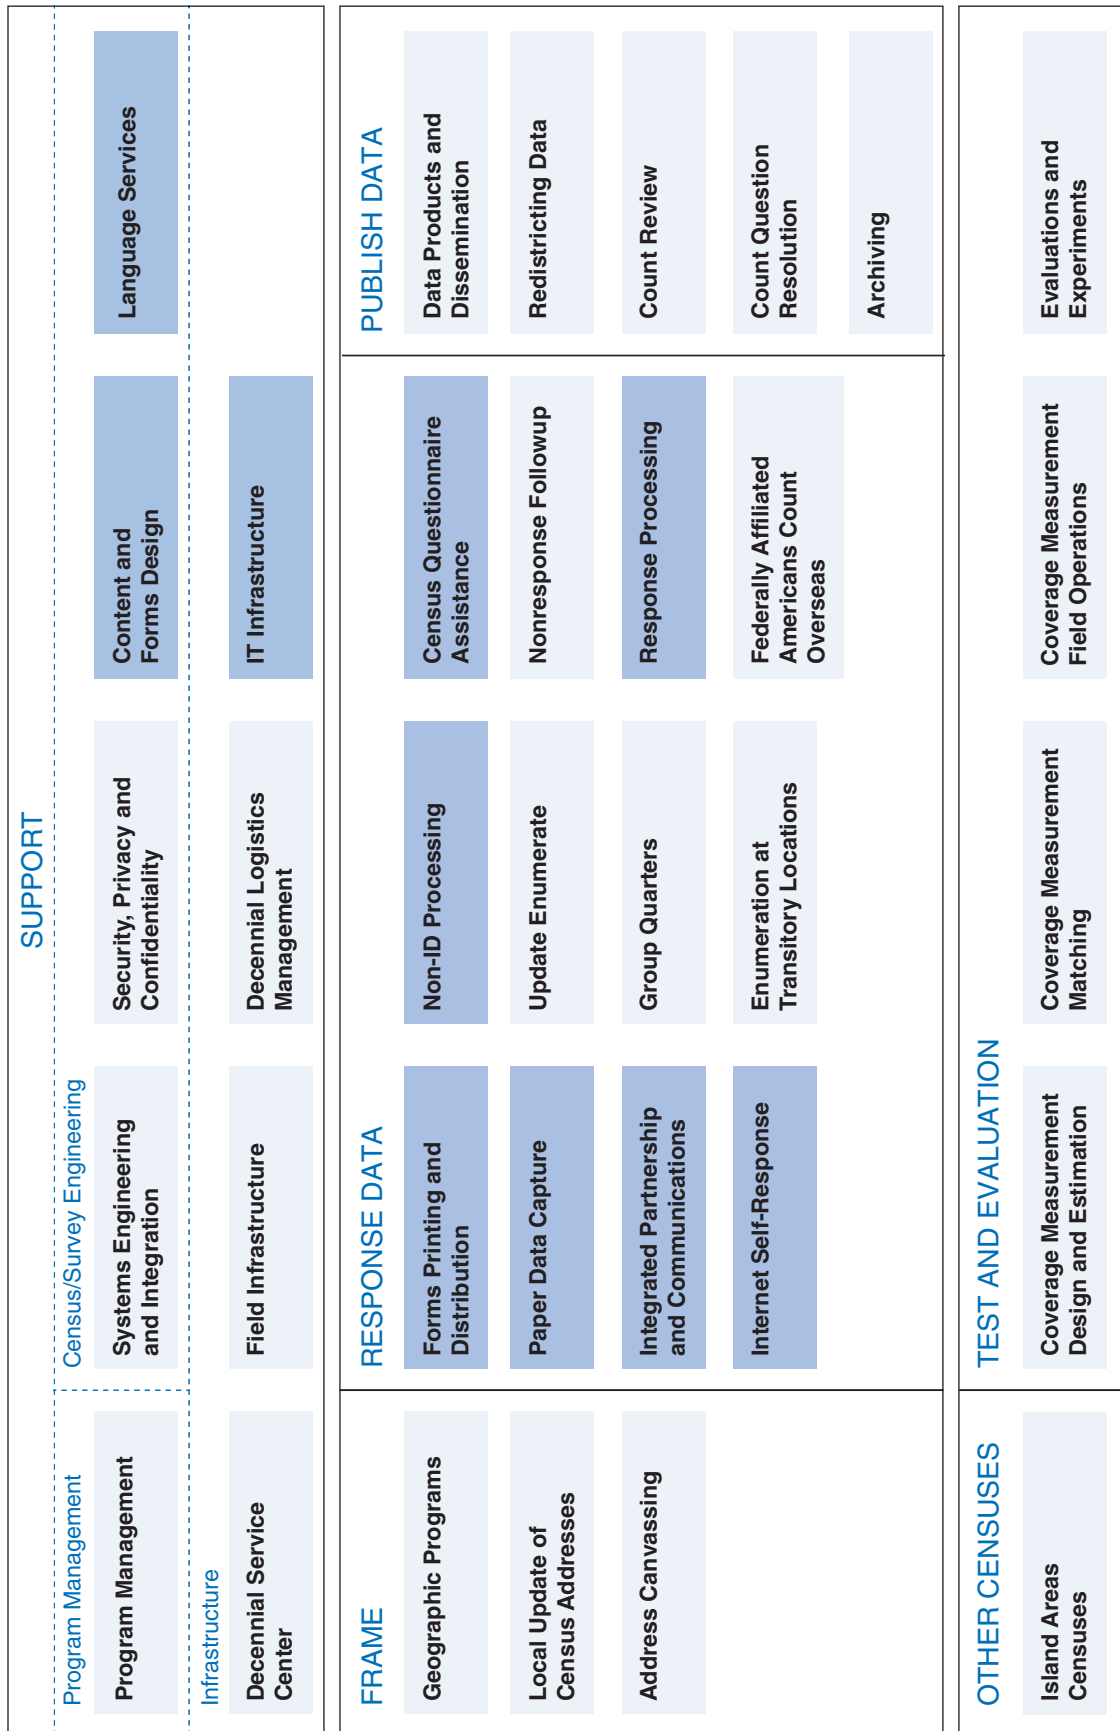 SUPPORT
Program Management
Program Management
Census/Survey Engineering
Systems Engineering
and Integration
Security, Privacy and
Confidentiality
Content and
Forms Design
Language Services
Infrastructure
Decennial Service
Center
Field Infrastructure
Decennial Logistics
Management
IT Infrastructure
FRAME
Geographic Programs
Local Update of
Census Addresses
Address Canvassing
RESPONSE DATA
Forms Printing and
Distribution
Paper Data Capture
Integrated Partnership
and Communications
Internet Self-Response
Non-ID Processing
Update Enumerate
Group Quarters
Enumeration at
Transitory Locations
Census Questionnaire
Assistance
Nonresponse Followup
Response Processing
Federally Affiliated
Americans Count
Overseas
PUBLISH DATA
Data Products and
Dissemination
Redistricting Data
Count Review
Count Question
Resolution
Archiving
OTHER CENSUSES
Island Areas
Censuses
TEST AND EVALUATION
Coverage Measurement
Design and Estimation
Coverage Measurement
Matching
Coverage Measurement
Field Operations
Evaluations and
Experiments